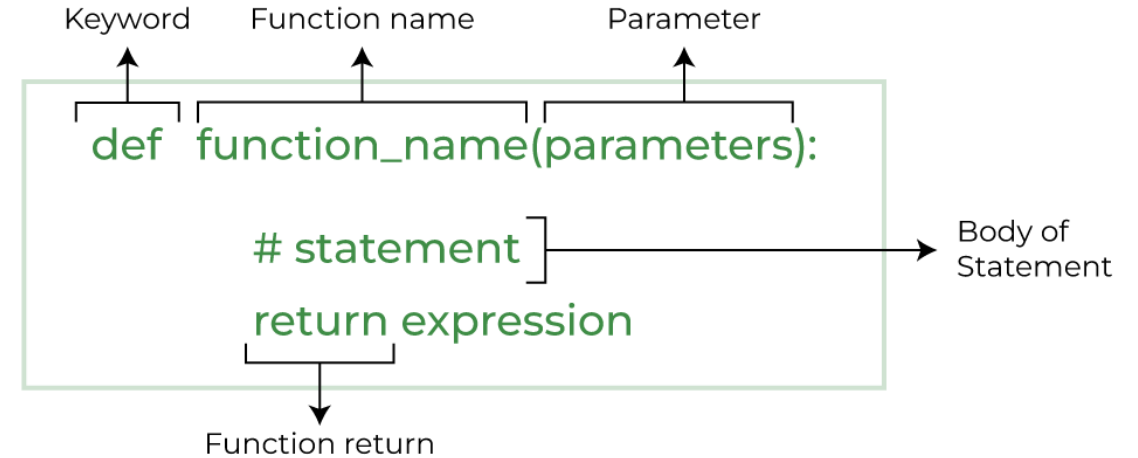 Keyword Function name Parameter
def function_name(parameters):
# statement
Body of
Statement
return expression
Function return